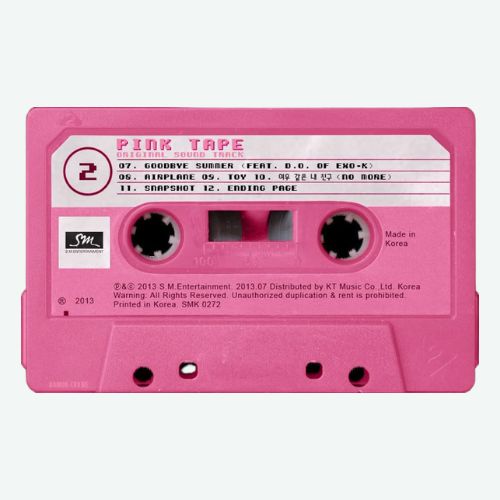 PINK TAPE
ORIGINAL SOUND TRACK
2
07. GOODBYE SUMMER (FEAT. D.O. OF EXO-K)
08. AIRPLANE 09. TOY 10. 여우 같은 내 친구 (NO MORE)
11. SNAPSHOT 12. ENDING PAGE
SM
S.M.ENTERTAINMENT
Made in
Korea
100
℗&© 2013 S.M.Entertainment. 2013.07 Distributed by KT Music Co.,Ltd. Korea
Warning: All Rights Reserved. Unauthorized duplication & rent is prohibited.
Printed in Korea. SMK 0272
® 2013
2